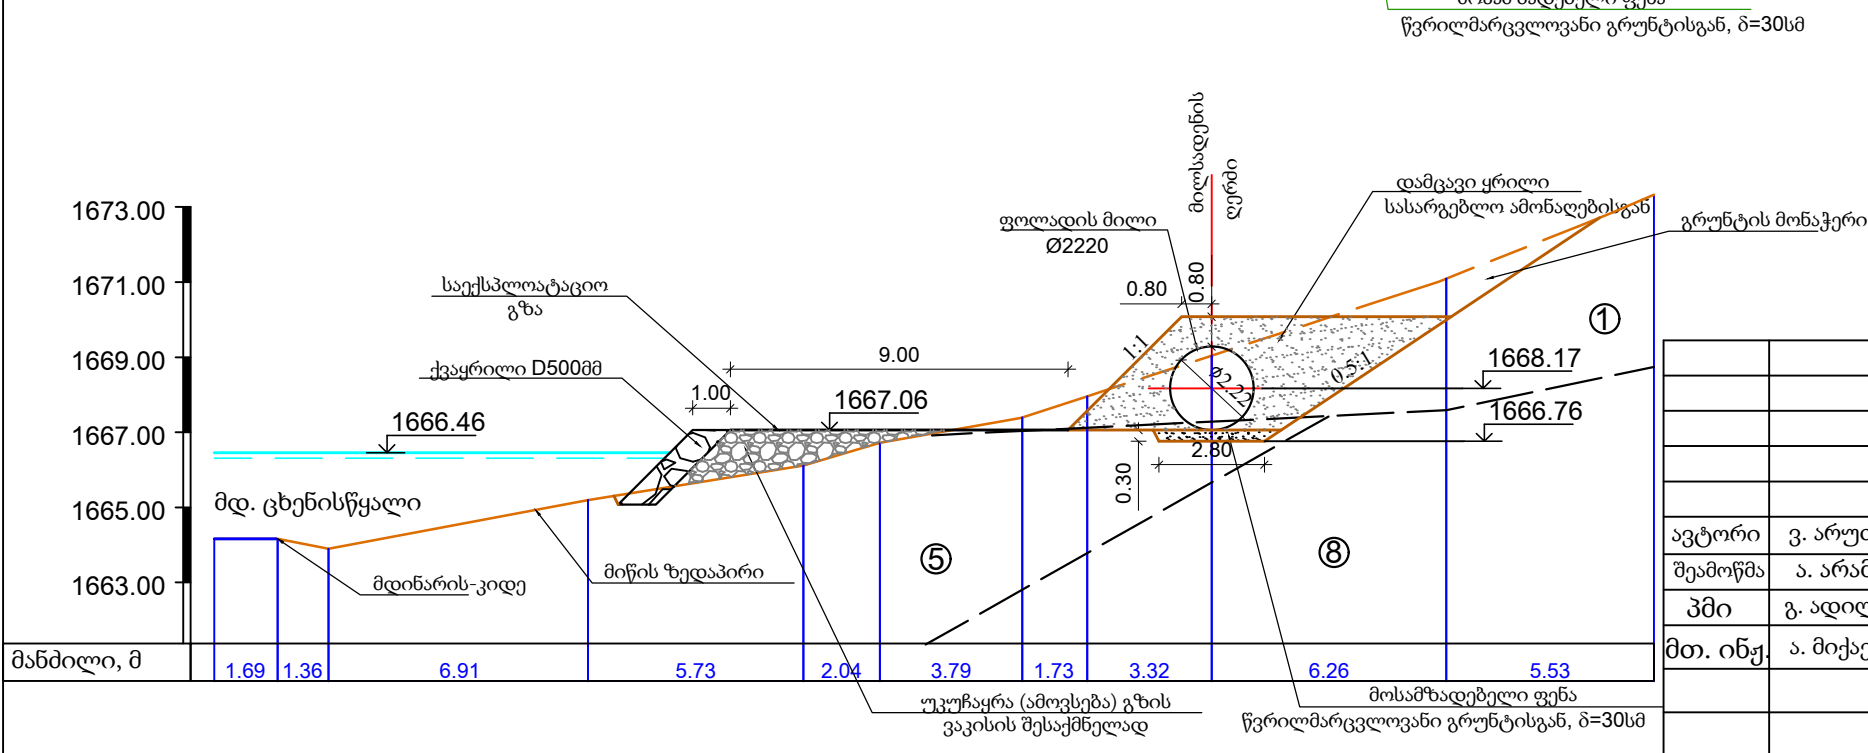 წვრილმარცვლოვანი გრუნტისგან, δ=30სმ
მილსადენის
ღერძი
დამცავი ყრილი
სასარგებლო ამონაღებისგან
გრუნტის მონაჭერი
ფოლადის მილი
Ø2220
1673.00
1671.00
1669.00
1667.00
1665.00
1663.00
საექსპლოატაციო
გზა
0.80
0.80
1:1
0.5:1
ø2.22
①
ქვაყრილი D500მმ
9.00
1.00
1668.17
1667.06
1666.46
1666.76
2.80
0.30
მდ. ცხენისწყალი
⑤
⑧
მდინარის-კიდე
მიწის ზედაპირი
ავტორი
შეამოწმა
პმი
მთ. ინჟ.
ვ.
ა.
გ.
ა.
მანძილი, მ
1.69 1.36 6.91 5.73 2.04 3.79 1.73 3.32 6.26 5.53
უკუჩაყრა (ამოვსება) გზის
ვაკისის შესაქმნელად
მოსამზადებელი ფენა
წვრილმარცვლოვანი გრუნტისგან, δ=30სმ